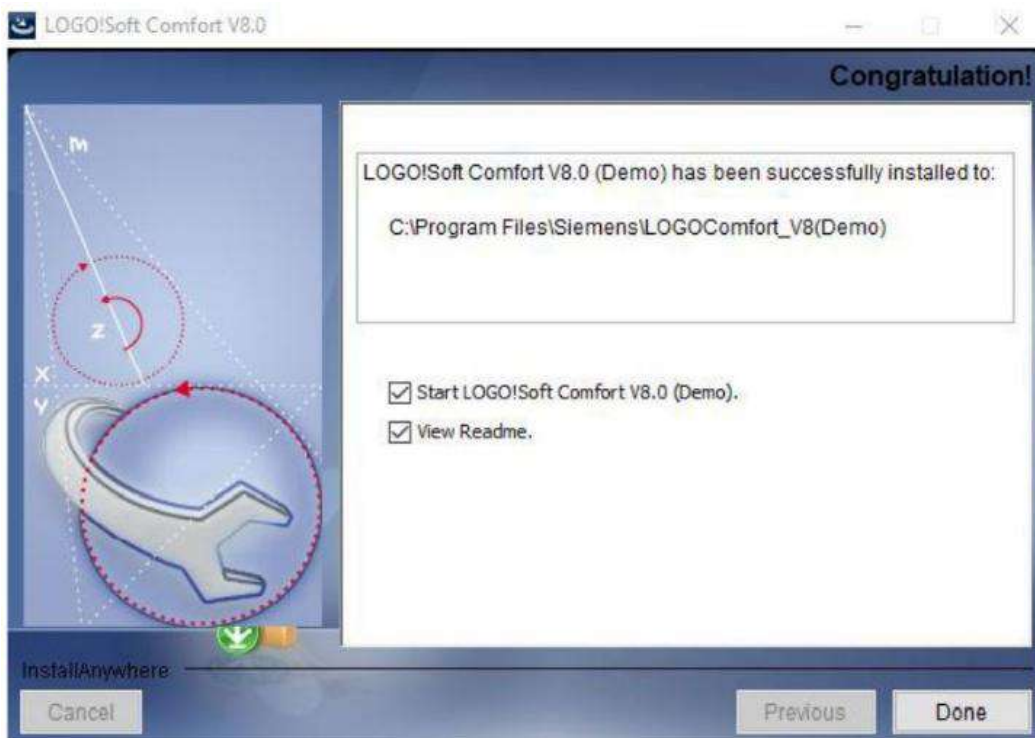 LOGO!Soft Comfort V8.0
Congratulation!
M
Z
X
Y
LOGO!Soft Comfort V8.0 (Demo) has been successfully installed to:
C:\Program Files\Siemens\LOGOComfort_V8(Demo)
Start LOGO!Soft Comfort V8.0 (Demo).
View Readme.
InstallAnywhere
Cancel
Previous
Done